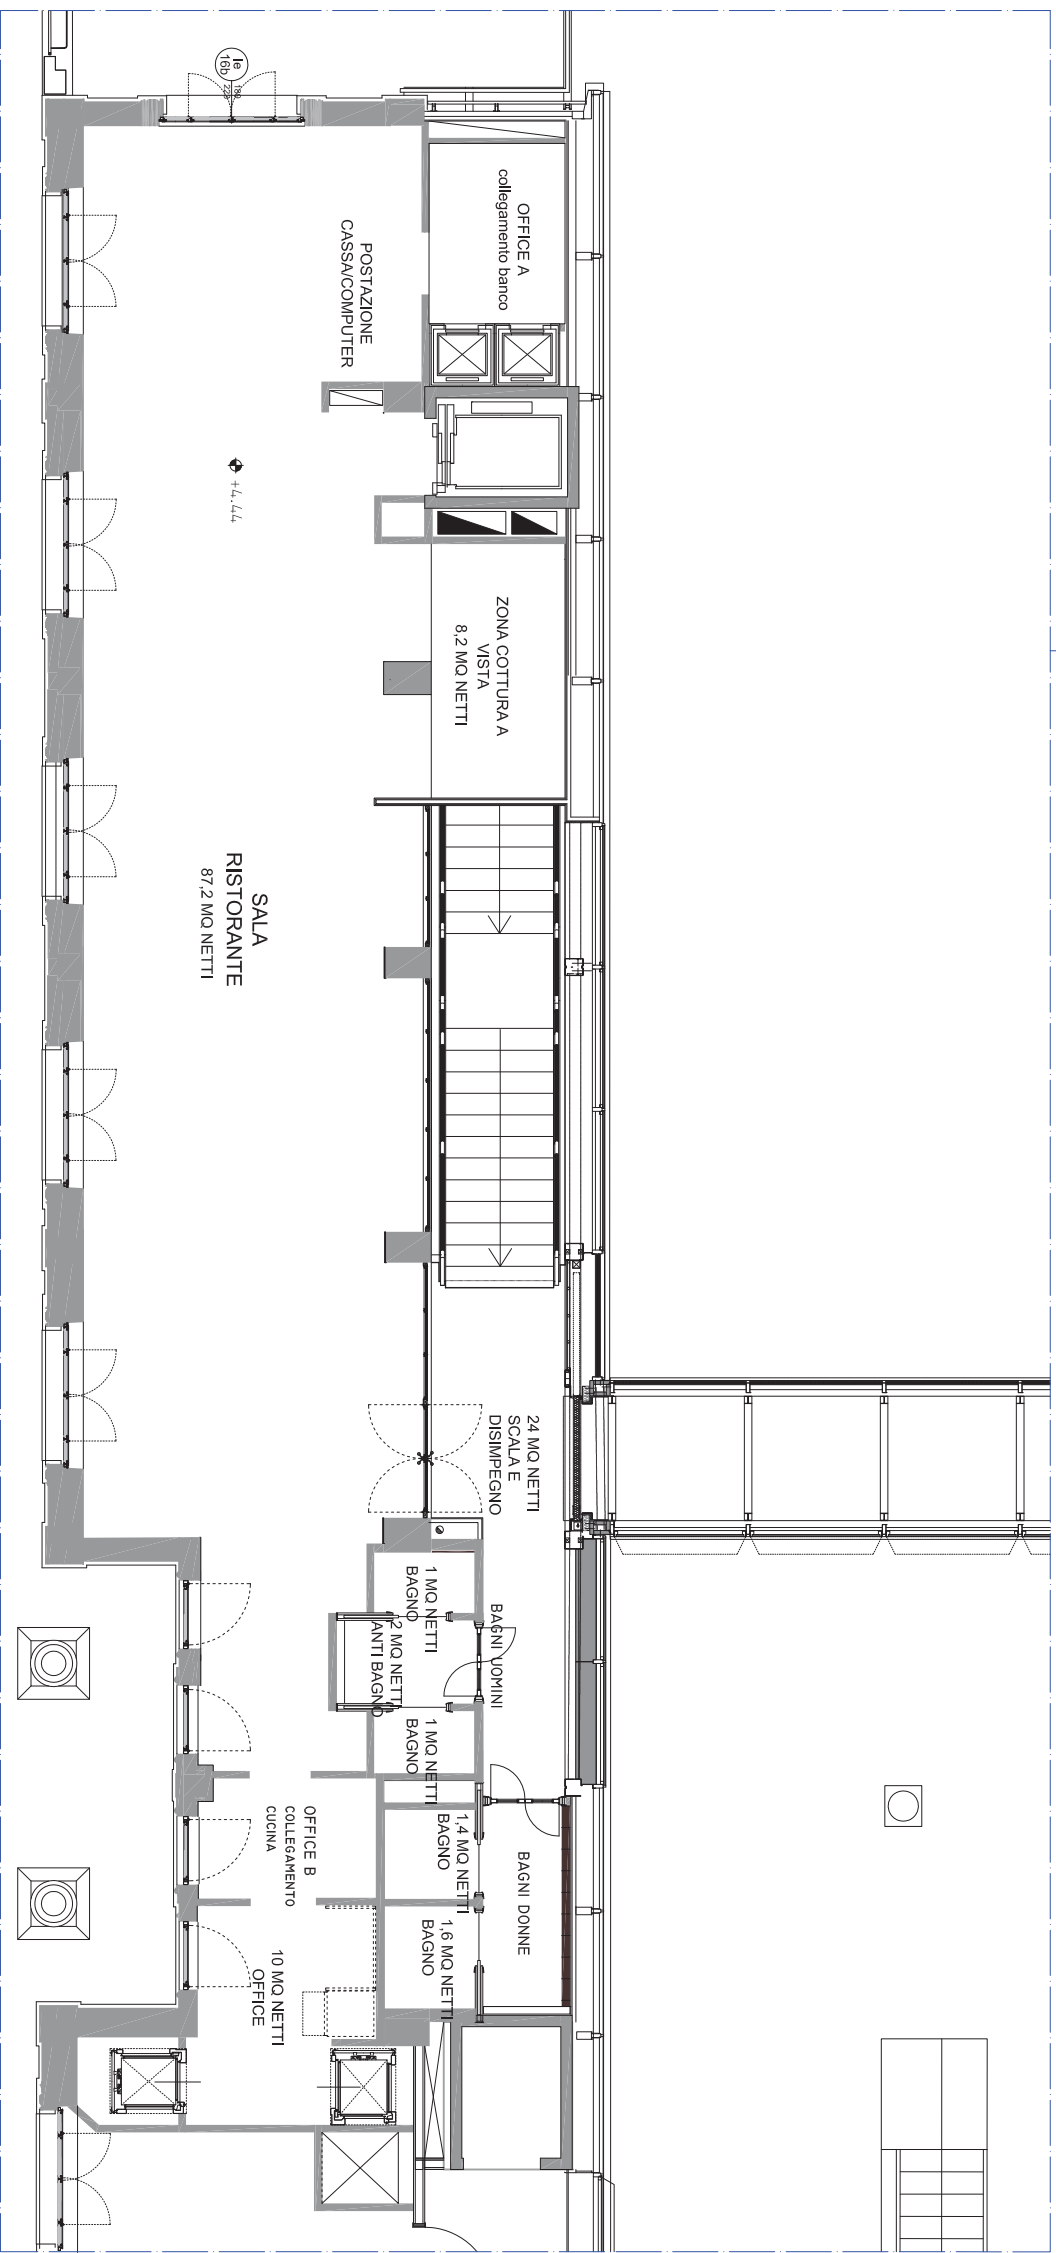 Ie
16b
180
OFFICE A
collegamento banco
POSTAZIONE
CASSA/COMPUTER
+4.44
ZONA COTTURA A
VISTA
8,2 MQ NETTI
SALA
RISTORANTE
87,2 MQ NETTI
24 MQ NETTI
SCALA E
DISIMPEGNO
1 MQ NETTI
BAGNO
BAGNI UOMINI
2 MQ NETTI
ANTI BAGNO
1 MQ NETTI
BAGNO
OFFICE B
COLLEGAMENTO
CUCINA
1,4 MQ NETTI
BAGNO
BAGNI DONNE
1,6 MQ NETTI
BAGNO
10 MQ NETTI
OFFICE